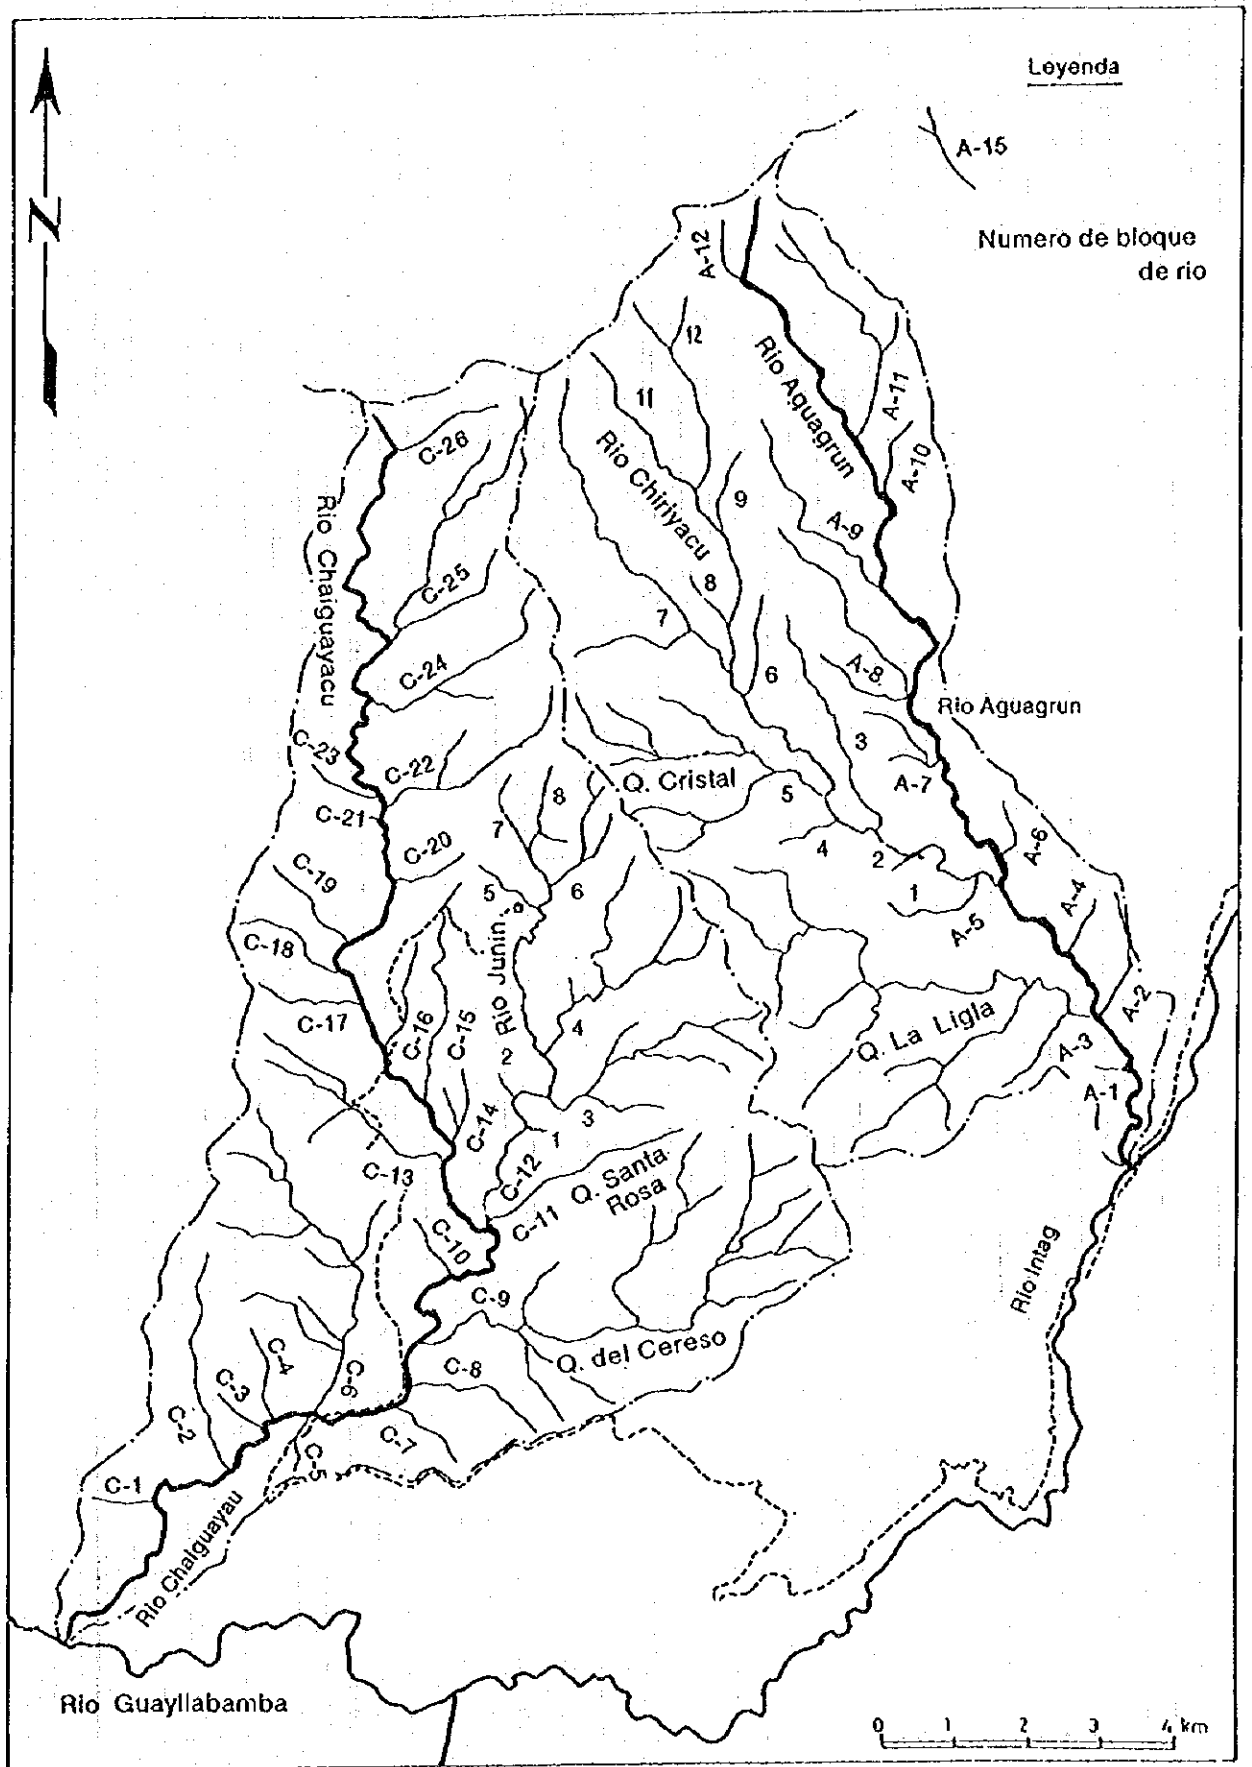 Leyenda
A-15
Numero de bloque
de rio
N
A-12
12
Rio Aguagrun
11
A-11
A-10
C-26
Rio Chiriyacu
9
A-9
Rio Chaiguayacu
C-25
8
7
C-24
6
A-8
Rio Aguagrun
C-23
3
C-22
Q. Cristal
A-7
8
5
C-21
7
C-20
4
2
A-6
C-19
5
6
1
A-4
A-5
C-18
Rio Junin
A-2
C-17
C-16
C-15
4
Q. La Ligla
2
A-3
A-1
C-14
3
1
C-13
C-12
Q. Santa
Rosa
C-11
C-10
Rio Intag
C-9
C-4
Q. del Cereso
C-8
C-3
C-6
C-2
C-7
C-5
C-1
Rio Chaiguayau
Rio Guayllabamba
0 1 2 3 4 km